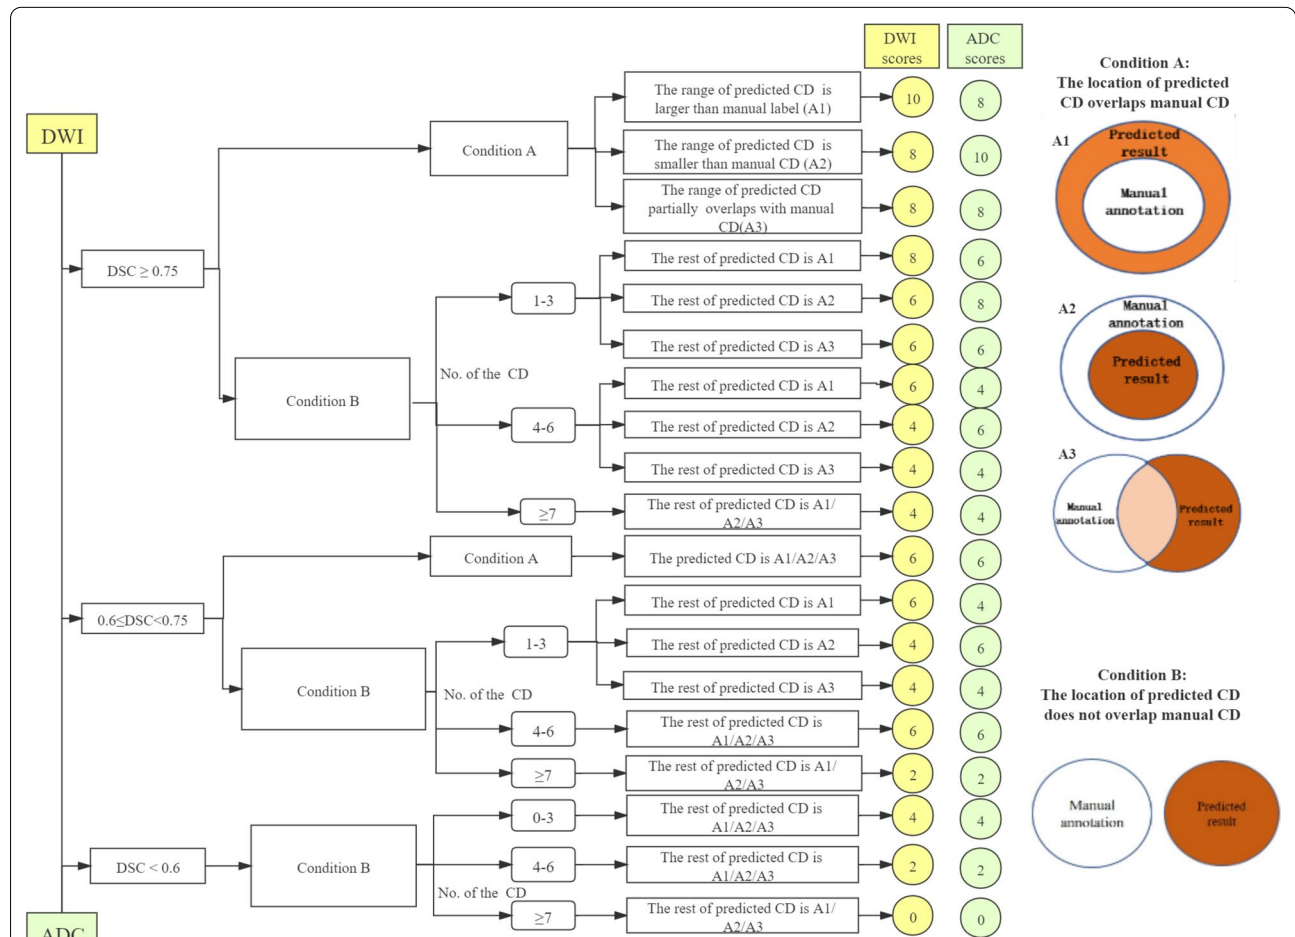 DWI
scores
ADC
scores
DWI
DSC ≥ 0.75
Condition A
The range of predicted CD is
larger than manual label (A1)
10
8
The range of predicted CD is
smaller than manual CD (A2)
8
10
The range of predicted CD
partially overlaps with manual
CD(A3)
8
8
Condition B
No. of the CD
1-3
The rest of predicted CD is A1
8
6
The rest of predicted CD is A2
6
8
The rest of predicted CD is A3
6
6
4-6
The rest of predicted CD is A1
6
4
The rest of predicted CD is A2
4
6
The rest of predicted CD is A3
4
4
≥7
The rest of predicted CD is A1/
A2/A3
4
4
0.6≤DSC<0.75
Condition A
The predicted CD is A1/A2/A3
6
6
Condition B
No. of the CD
1-3
The rest of predicted CD is A1
6
4
The rest of predicted CD is A2
4
6
The rest of predicted CD is A3
4
4
4-6
The rest of predicted CD is
A1/A2/A3
6
6
≥7
The rest of predicted CD is A1/
A2/A3
2
2
DSC < 0.6
Condition B
No. of the CD
0-3
The rest of predicted CD is
A1/A2/A3
4
4
4-6
The rest of predicted CD is
A1/A2/A3
2
2
≥7
The rest of predicted CD is A1/
A2/A3
0
0
ADC
Condition A:
The location of predicted
CD overlaps manual CD
A1
Predicted
result
Manual
annotation
A2
Manual
annotation
Predicted
result
A3
Manual
annotation
Predicted
result
Condition B:
The location of predicted CD
does not overlap manual CD
Manual
annotation
Predicted
result